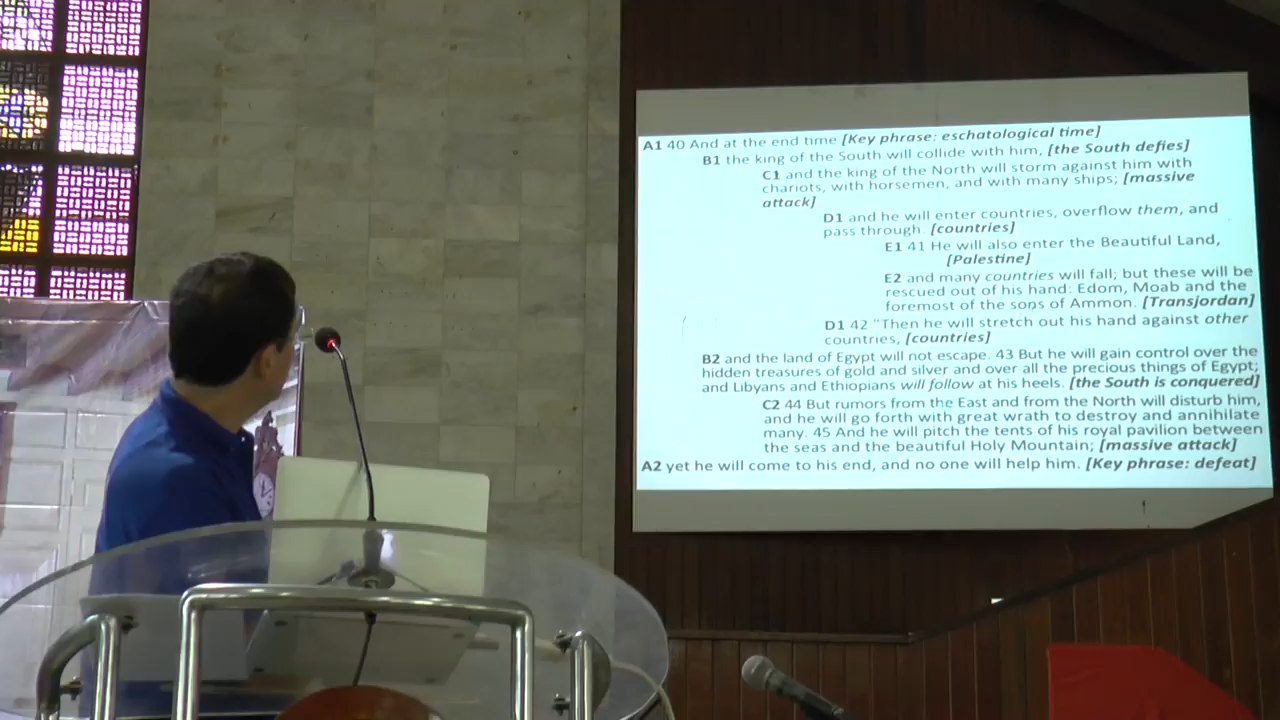 A1 40 And at the end time [Key phrase: eschatological time]
B1 the king of the South will collide with him, [the South defies]
C1 and the king of the North will storm against him with
chariots, with horsemen, and with many ships; [massive
attack]
D1 and he will enter countries, overflow them, and
pass through. [countries]
E1 41 He will also enter the Beautiful Land,
[Palestine]
E2 and many countries will fall; but these will be
rescued out of his hand: Edom, Moab and the
foremost of the sons of Ammon. [Transjordan]
D1 42 "Then he will stretch out his hand against other
countries, [countries]
B2 and the land of Egypt will not escape. 43 But he will gain control over the
hidden treasures of gold and silver and over all the precious things of Egypt;
and Libyans and Ethiopians will follow at his heels. [the South is conquered]
C2 44 But rumors from the East and from the North will disturb him,
and he will go forth with great wrath to destroy and annihilate
many. 45 And he will pitch the tents of his royal pavilion between
the seas and the beautiful Holy Mountain; [massive attack]
A2 yet he will come to his end, and no one will help him. [Key phrase: defeat]